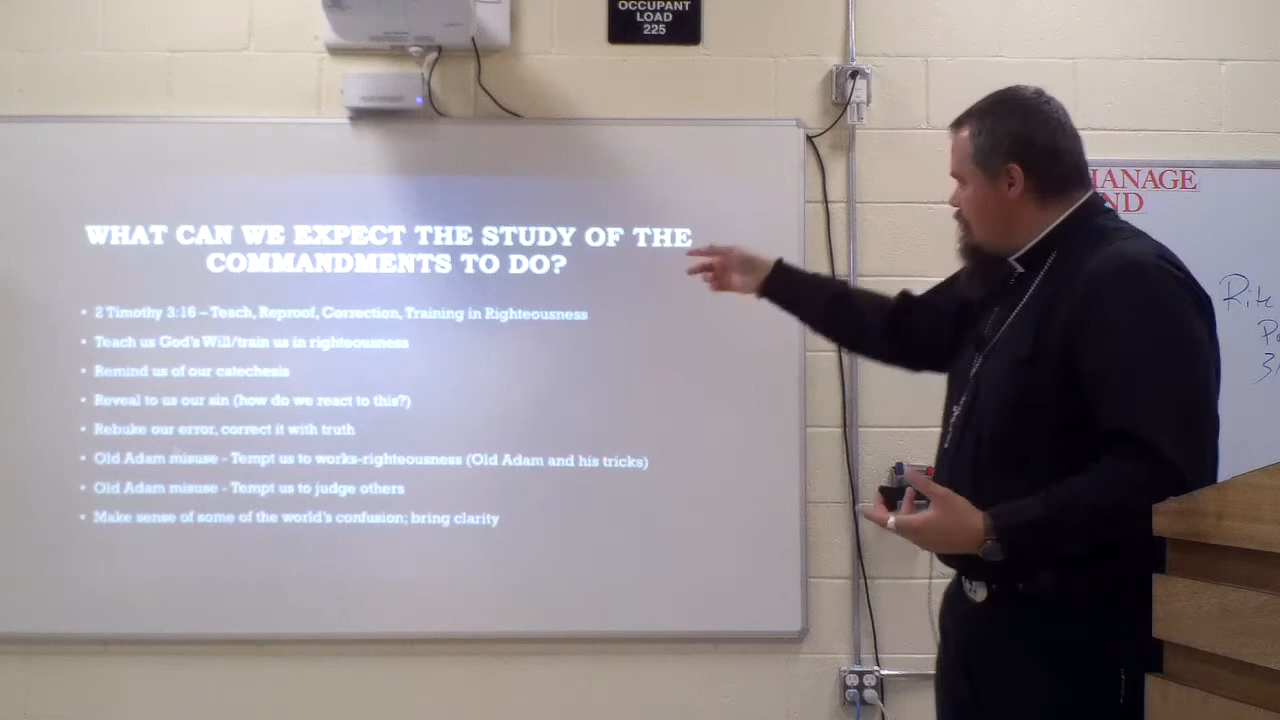 OCCUPANT
LOAD
225
WHAT CAN WE EXPECT THE STUDY OF THE
COMMANDMENTS TO DO?
• 2 Timothy 3:16 – Teach, Reproof, Correction, Training in Righteousness
• Teach us God's Will/train us in righteousness
• Remind us of our catechesis
• Reveal to us our sin (how do we react to this?)
• Rebuke our error, correct it with truth
• Old Adam misuse - Tempt us to works-righteousness (Old Adam and his tricks)
• Old Adam misuse - Tempt us to judge others
• Make sense of some of the world's confusion; bring clarity
Rite